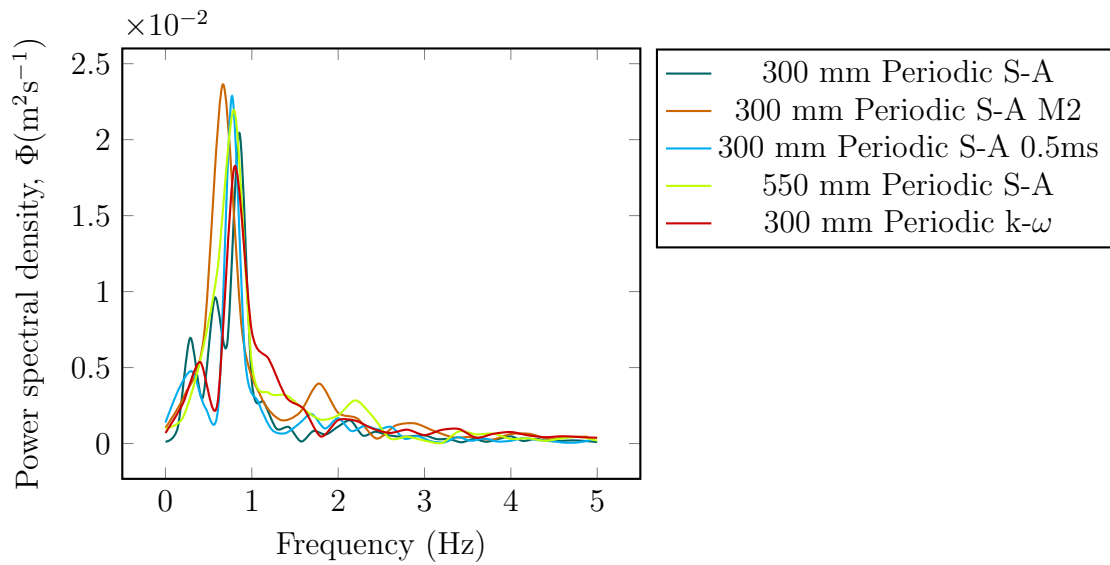 ×10−2
2.5
2
1.5
1
0.5
0
0 1 2 3 4 5
Frequency (Hz)
Power spectral density, Φ(m²s⁻¹)
300 mm Periodic S-A
300 mm Periodic S-A M2
300 mm Periodic S-A 0.5ms
550 mm Periodic S-A
300 mm Periodic k-ω